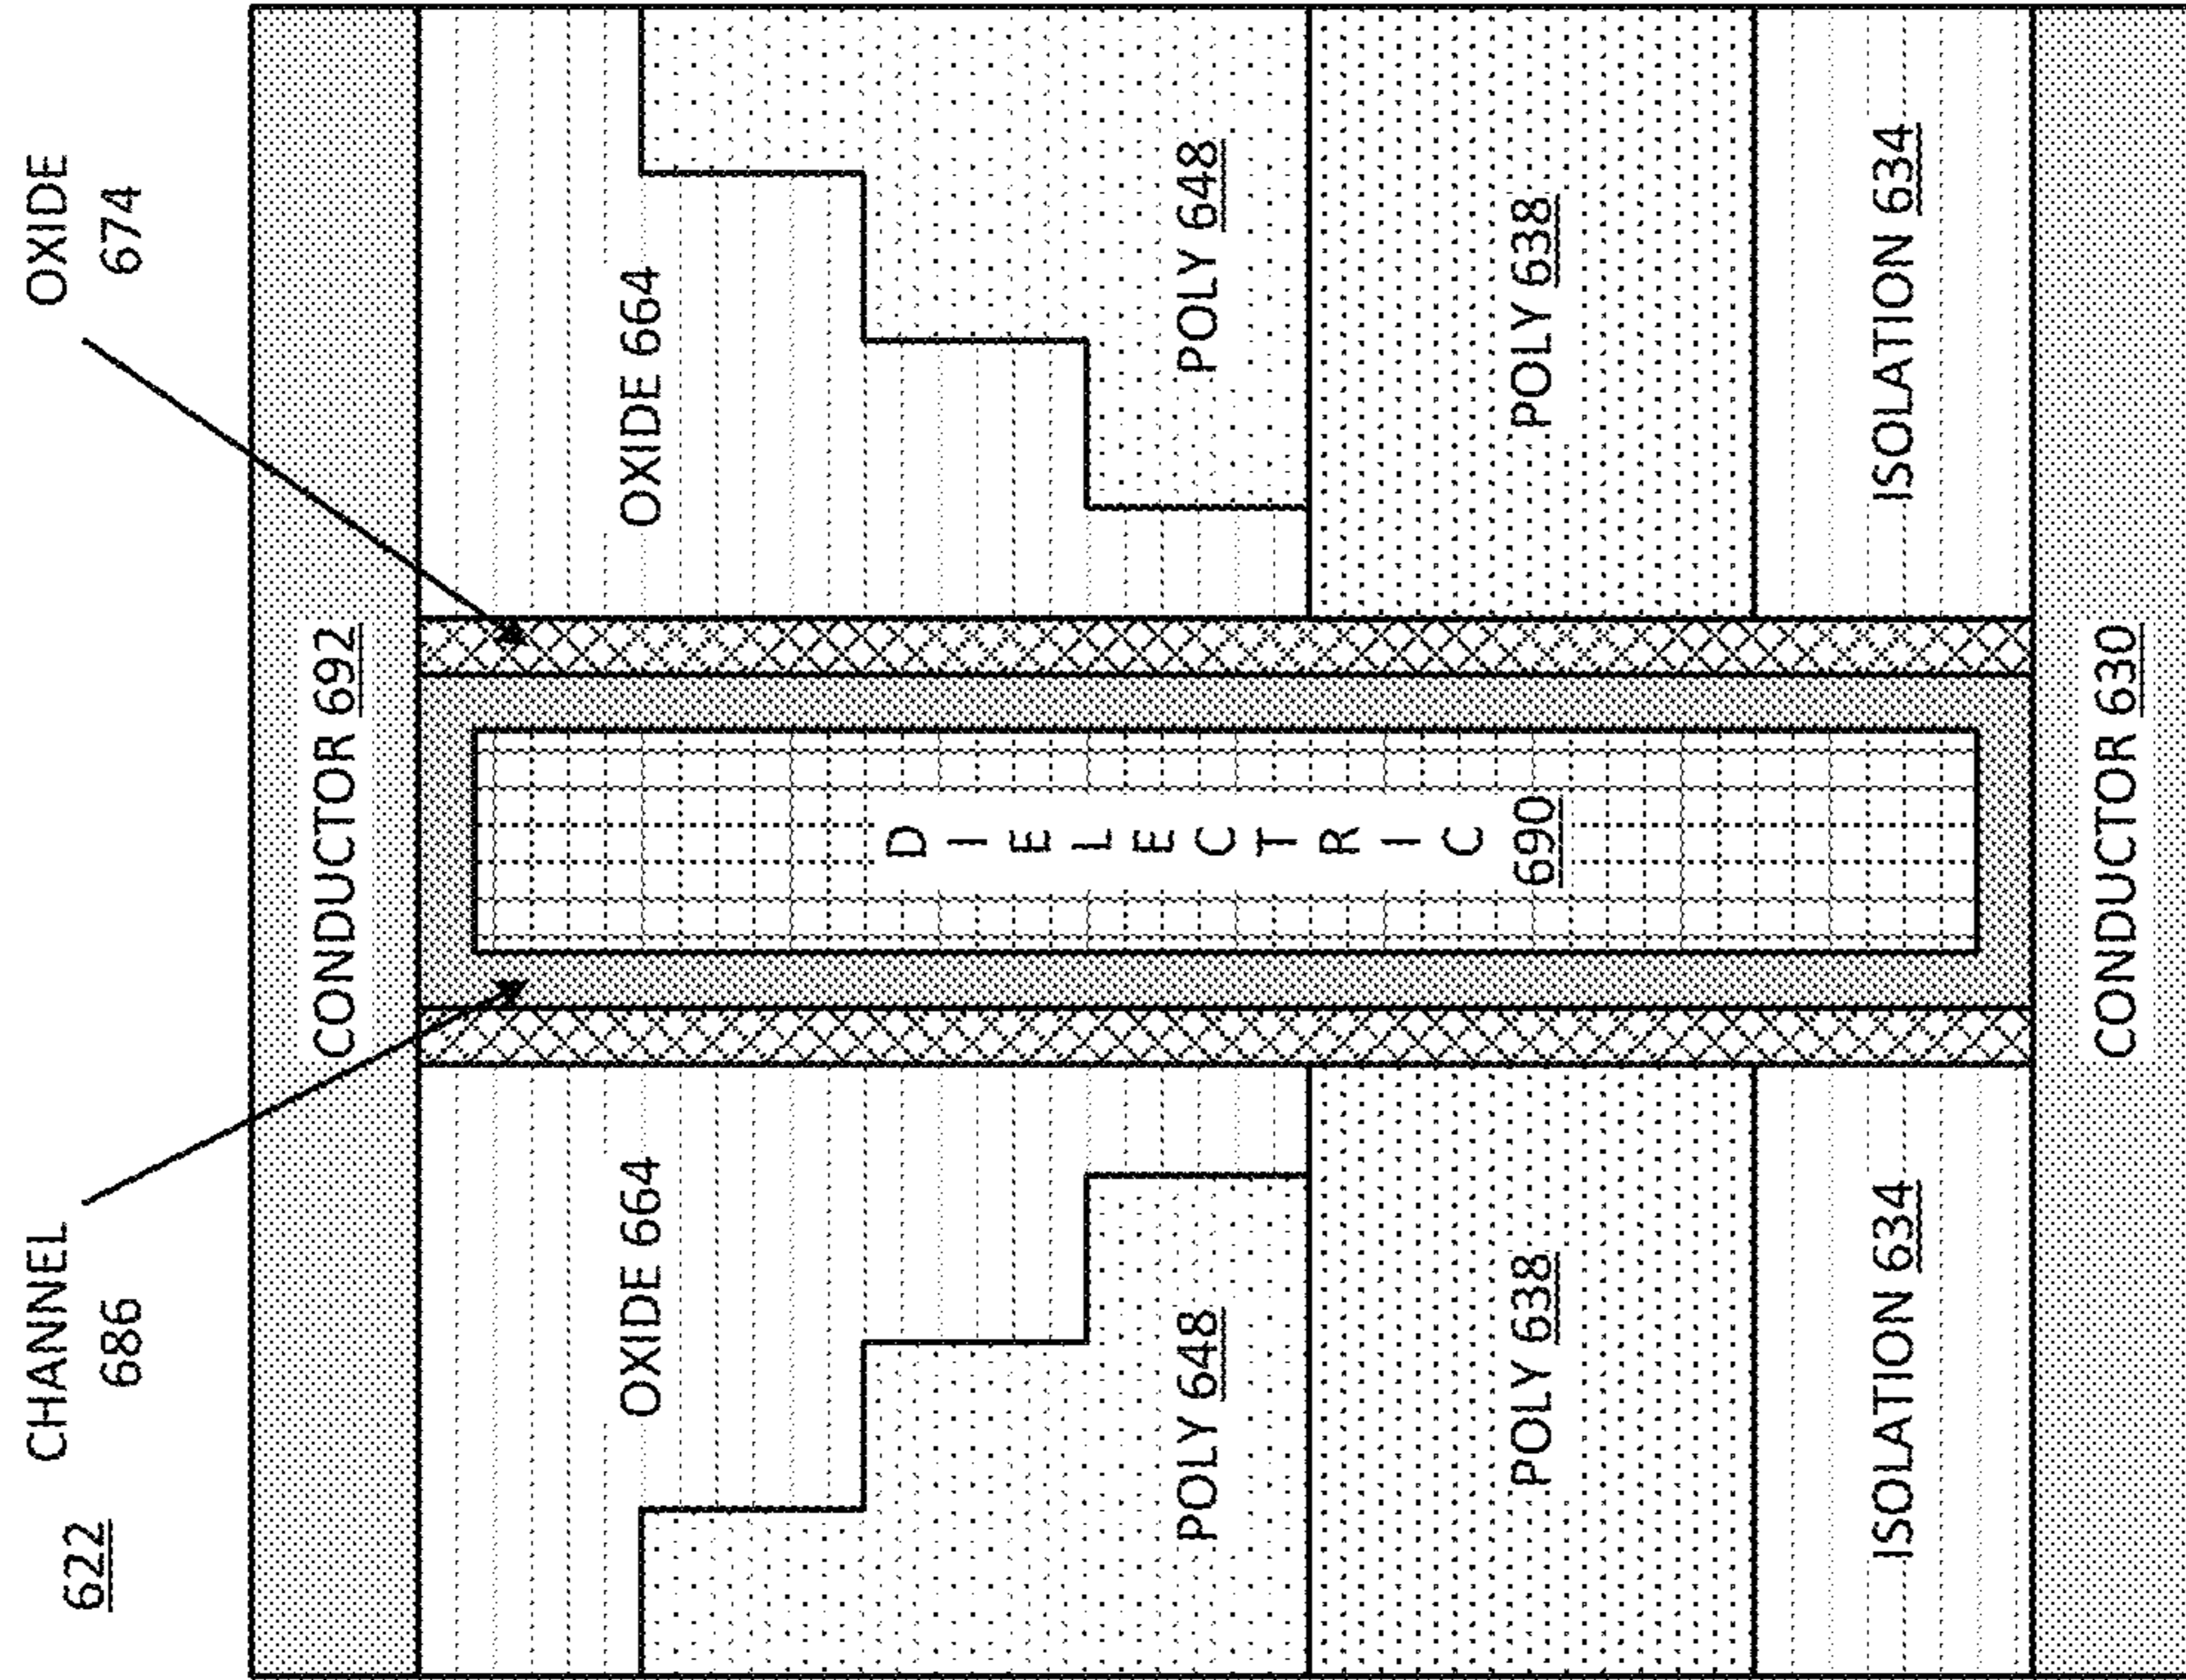 622
CHANNEL
686
OXIDE
674
CONDUCTOR 692
OXIDE 664
OXIDE 664
D
I
E
L
E
C
T
R
I
C
690
POLY 648
POLY 648
POLY 638
POLY 638
ISOLATION 634
ISOLATION 634
CONDUCTOR 630